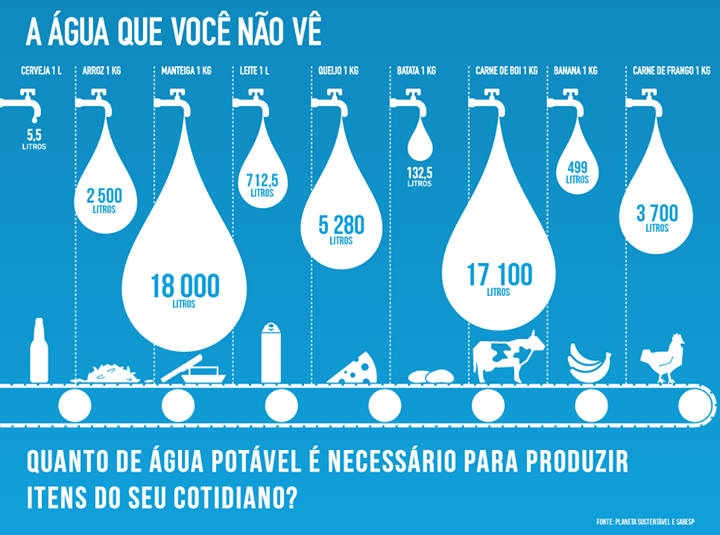 A ÁGUA QUE VOCÊ NÃO VÊ
CERVEJA 1 L
5,5
LITROS
ARROZ 1 KG
2 500
LITROS
MANTEIGA 1 KG
18 000
LITROS
LEITE 1 L
712,5
LITROS
QUEIJO 1 KG
5 280
LITROS
BATATA 1 KG
132,5
LITROS
CARNE DE BOI 1 KG
17 100
LITROS
BANANA 1 KG
499
LITROS
CARNE DE FRANGO 1 KG
3 700
LITROS
QUANTO DE ÁGUA POTÁVEL É NECESSÁRIO PARA PRODUZIR
ITENS DO SEU COTIDIANO?
FONTE: PLANETA SUSTENTÁVEL E SABESP